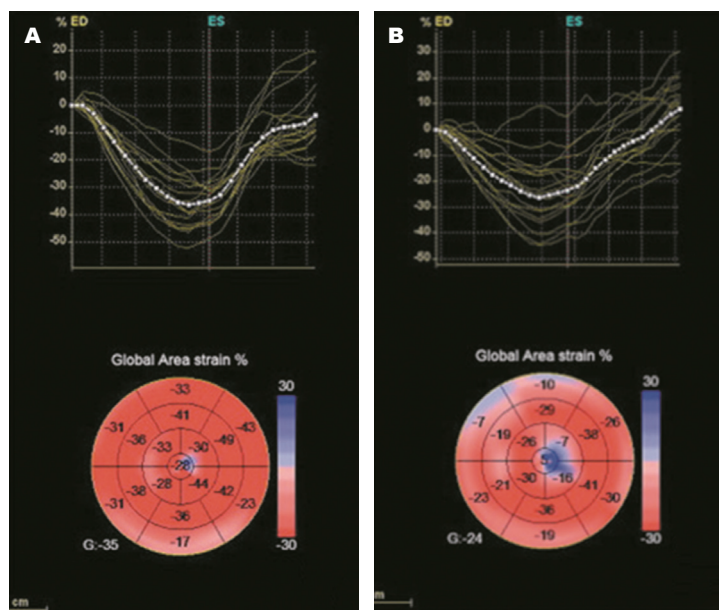 A
% ED ES
20
10
0
-10
-20
-30
-40
-50
Global Area strain %
-33
-41
-31 -43
-36 -33 -30 -49
-28
-31 -38 -28 -44 -42 -23
-36
-17
G:-35
30
-30
cm
B
% ED ES
30
20
10
0
-10
-20
-30
-40
-50
Global Area strain %
-10
-29
-7 -26
-19 -26 -7 -38
-23 -21 -30 -16 -41 -30
-36
-19
G:-24
30
-30
m